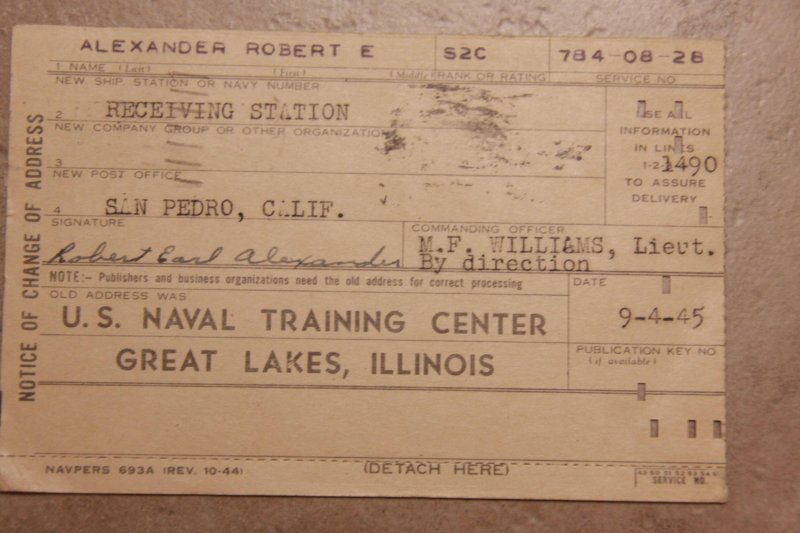 ALEXANDER ROBERT E S2C 784-08-28
1 NAME (Last) (First) (Middle) RANK OR RATING SERVICE NO
NEW SHIP STATION OR NAVY NUMBER
2 RECEIVING STATION
NEW COMPANY GROUP OR OTHER ORGANIZATION
3
NEW POST OFFICE
4 SAN PEDRO, CALIF.
USE ALL
INFORMATION
IN LINES
1-2-
1490
TO ASSURE
DELIVERY
SIGNATURE
Robert Earl Alexander
COMMANDING OFFICER
M.F. WILLIAMS, Lieut.
By direction
NOTE:- Publishers and business organizations need the old address for correct processing
DATE
9-4-45
OLD ADDRESS WAS
U.S. NAVAL TRAINING CENTER
GREAT LAKES, ILLINOIS
PUBLICATION KEY NO
(if available)
NOTICE OF CHANGE OF ADDRESS
NAVPERS 693A (REV. 10-44) (DETACH HERE)
SERVICE NO.